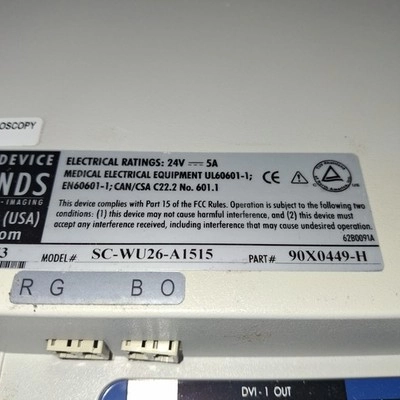 OSCOPY
DEVICE
NDS
-IMAGING
(USA)
om
ELECTRICAL RATINGS: 24V ⎓ 5A
MEDICAL ELECTRICAL EQUIPMENT UL60601-1;
EN60601-1; CAN/CSA C22.2 No. 601.1
CE
This device complies with Part 15 of the FCC Rules. Operation is subject to the following
two conditions: (1) this device may not cause harmful interference, and (2) this device must
accept any interference received, including interference that may cause undesired operation.
62B0091A
3 MODEL# SC-WU26-A1515 PART# 90X0449-H
R G B O
DVI - 1 OUT